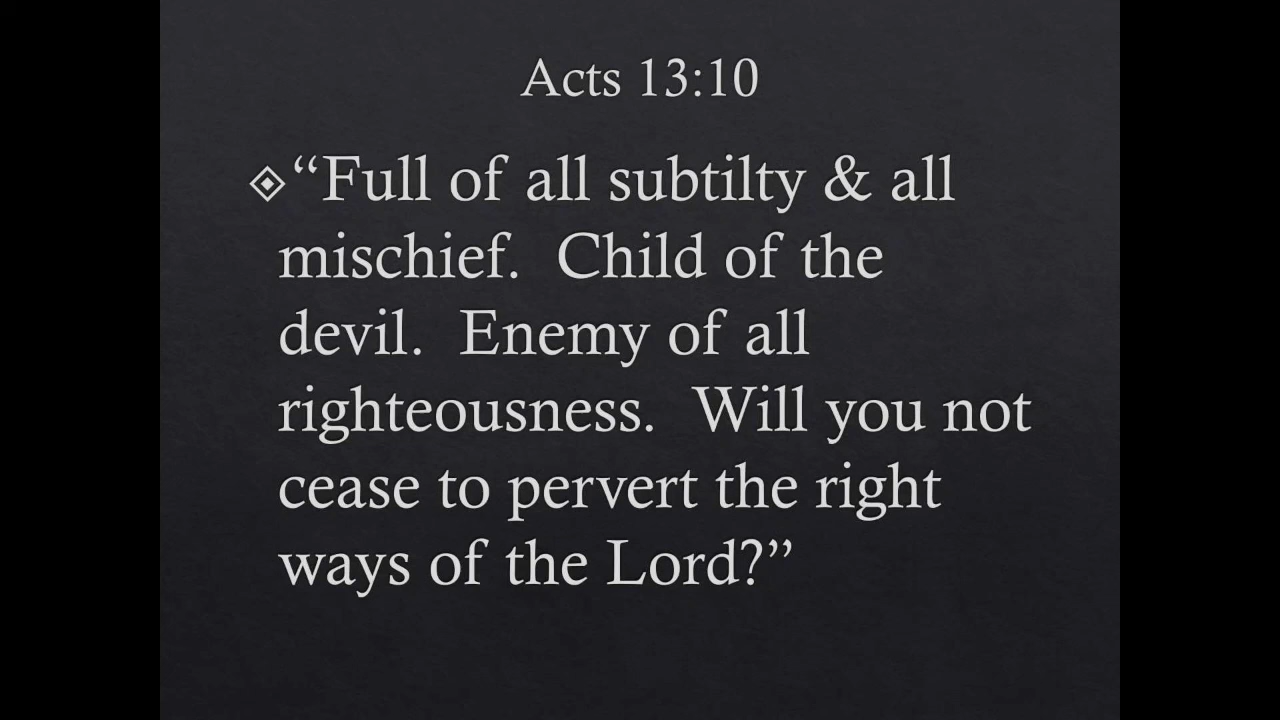 Acts 13:10
“Full of all subtilty & all
mischief.  Child of the
devil.  Enemy of all
righteousness.  Will you not
cease to pervert the right
ways of the Lord?”